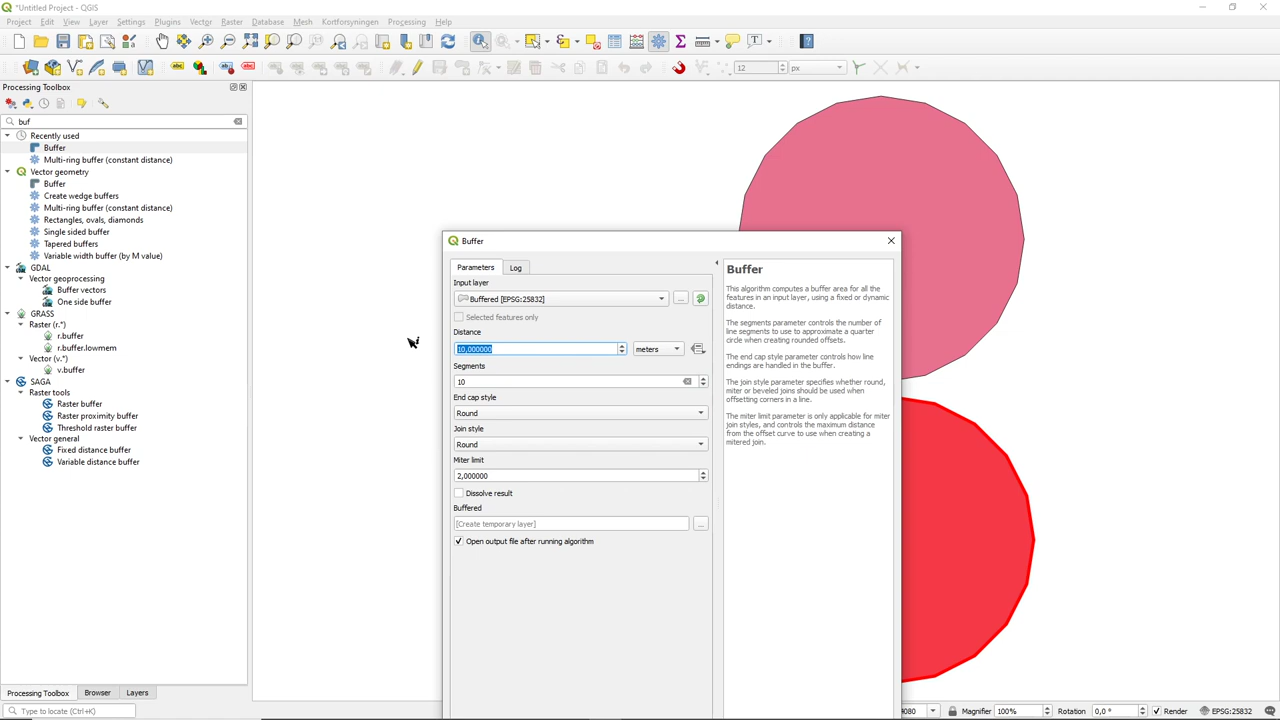 *Untitled Project - QGIS
Project Edit View Layer Settings Plugins Vector Raster Database Mesh Kortforsyningen Processing Help
12 px
Processing Toolbox
buf
Recently used
Buffer
Multi-ring buffer (constant distance)
Vector geometry
Buffer
Create wedge buffers
Multi-ring buffer (constant distance)
Rectangles, ovals, diamonds
Single sided buffer
Tapered buffers
Variable width buffer (by M value)
GDAL
Vector geoprocessing
Buffer vectors
One side buffer
GRASS
Raster (r.*)
r.buffer
r.buffer.lowmem
Vector (v.*)
v.buffer
SAGA
Raster tools
Raster buffer
Raster proximity buffer
Threshold raster buffer
Vector general
Fixed distance buffer
Variable distance buffer
Processing Toolbox Browser Layers
Type to locate (Ctrl+K)
Buffer
Parameters Log
Input layer
Buffered [EPSG:25832]
...
Selected features only
Distance
10,000000
meters
Segments
10
End cap style
Round
Join style
Round
Miter limit
2,000000
Dissolve result
Buffered
[Create temporary layer]
...
Open output file after running algorithm
Buffer
This algorithm computes a buffer area for all the
features in an input layer, using a fixed or dynamic
distance.
The segments parameter controls the number of
line segments to use to approximate a quarter
circle when creating rounded offsets.
The end cap style parameter controls how line
endings are handled in the buffer.
The join style parameter specifies whether round,
miter or beveled joins should be used when
offsetting corners in a line.
The miter limit parameter is only applicable for miter
join styles, and controls the maximum distance
from the offset curve to use when creating a
mitered join.
Magnifier 100% Rotation 0,0 ° Render EPSG:25832